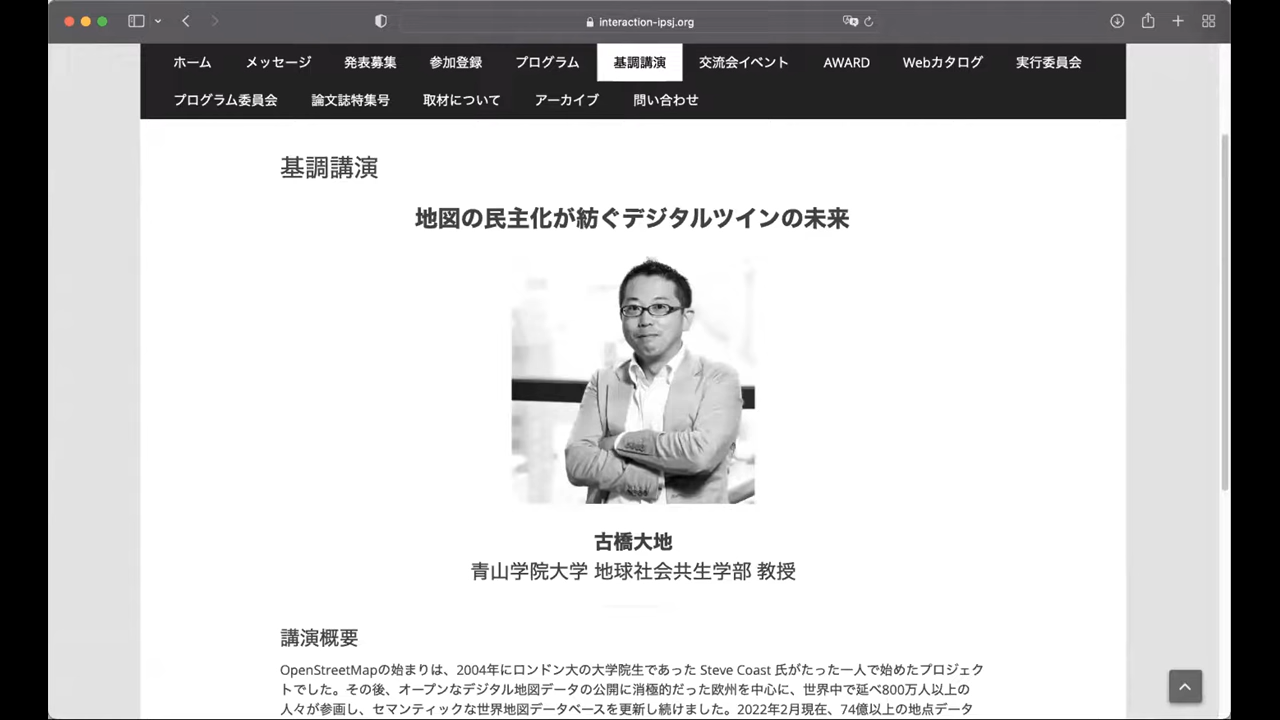 interaction-ipsj.org
ホーム メッセージ 発表募集 参加登録 プログラム 基調講演 交流会イベント AWARD Webカタログ 実行委員会
プログラム委員会 論文誌特集号 取材について アーカイブ 問い合わせ
基調講演
地図の民主化が紡ぐデジタルツインの未来
古橋大地
青山学院大学 地球社会共生学部 教授
講演概要
OpenStreetMapの始まりは、2004年にロンドン大の大学院生であった Steve Coast 氏がたった一人で始めたプロジェク
トでした。その後、オープンなデジタル地図データの公開に消極的だった欧州を中心に、世界中で延べ800万人以上の
人々が参画し、セマンティックな世界地図データベースを更新し続けました。2022年2月現在、74億以上の地点データ